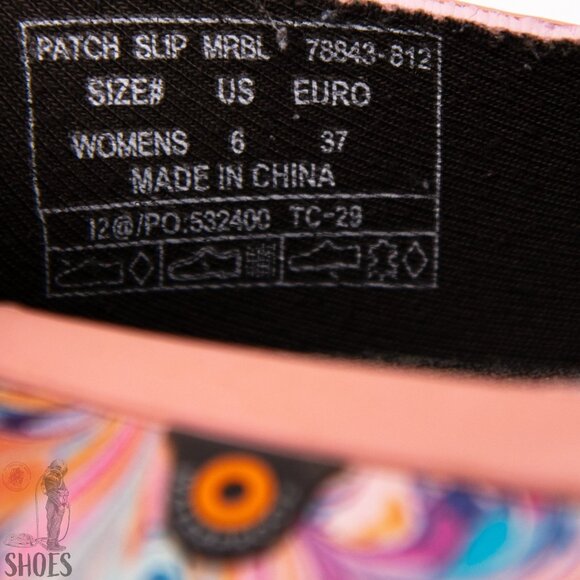 PATCH SLIP MRBL 78843-812
SIZE# US EURO
WOMENS 6 37
MADE IN CHINA
12@/PO:532400 TC-29
SHOES